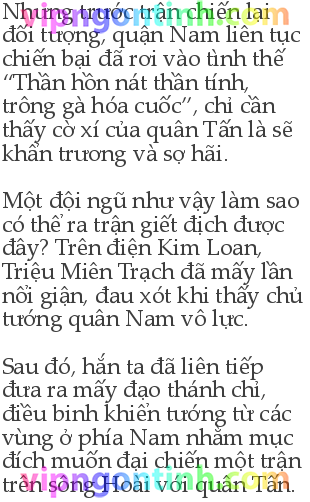 Nhưng trước trận chiến lại
đối tượng, quận Nam liên tục
chiến bại đã rơi vào tình thế
“Thần hồn nát thần tính,
trông gà hóa cuốc”, chỉ cần
thấy cờ xí của quân Tấn là sẽ
khẩn trương và sợ hãi.

Một đội ngũ như vậy làm sao
có thể ra trận giết địch được
đây? Trên điện Kim Loan,
Triệu Miên Trạch đã mấy lần
nổi giận, đau xót khi thấy chủ
tướng quân Nam vô lực.

Sau đó, hắn ta đã liên tiếp
đưa ra mấy đạo thánh chỉ,
điều binh khiển tướng từ các
vùng ở phía Nam nhằm mục
đích muốn đại chiến một trận
trên sông Hoài với quân Tấn.
vipngontinh.com
vipngontinh.com